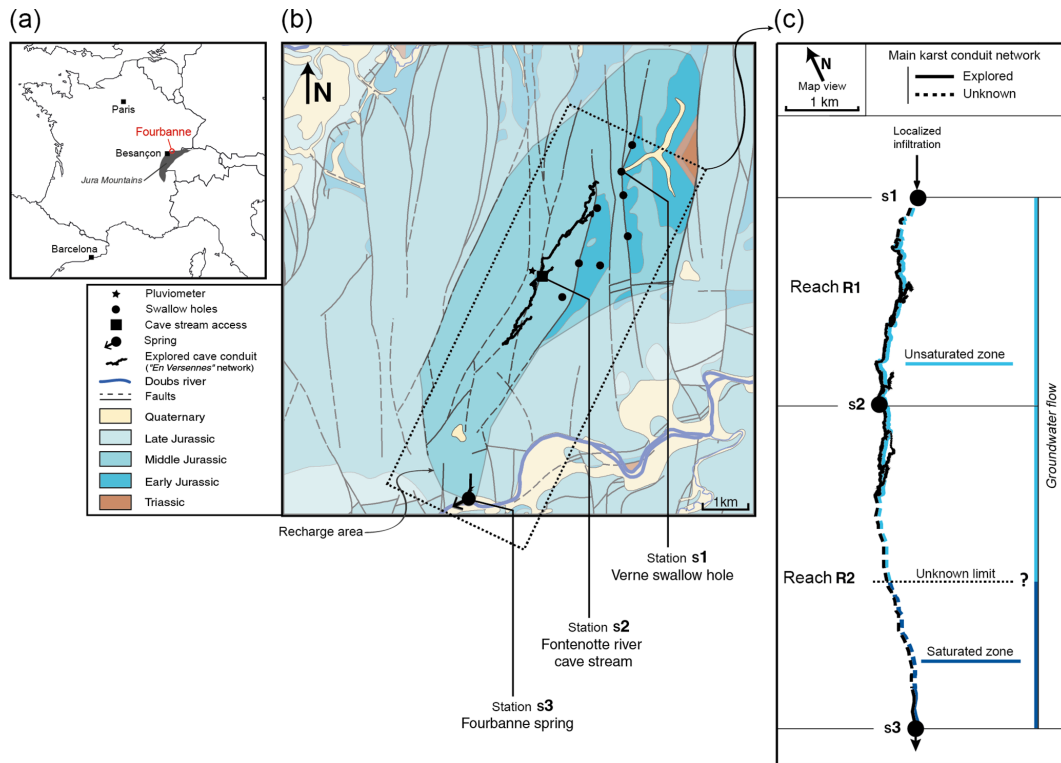 (a)
Paris
Fourbanne
Besançon
Jura Mountains
Barcelona
Pluviometer
Swallow holes
Cave stream access
Spring
Explored cave conduit
("En Versennes" network)
Doubs river
Faults
Quaternary
Late Jurassic
Middle Jurassic
Early Jurassic
Triassic
(b)
N
1km
Recharge area
Station s1
Verne swallow hole
Station s2
Fontenotte river
cave stream
Station s3
Fourbanne spring
(c)
N
Map view
1 km
Main karst conduit network
Explored
Unknown
Localized
infiltration
s1
Reach R1
Unsaturated zone
s2
Groundwater flow
Reach R2
Unknown limit
?
Saturated zone
s3